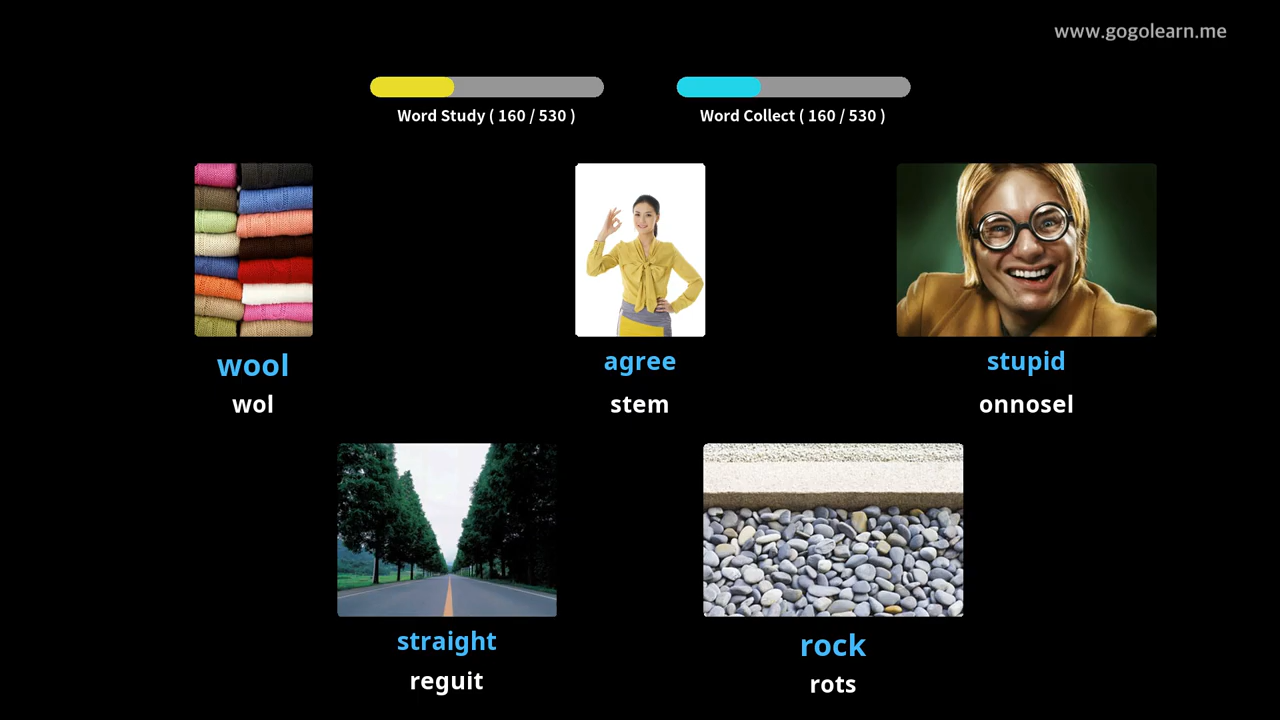 www.gogolearn.me
Word Study ( 160 / 530 )
Word Collect ( 160 / 530 )
wool
wol
agree
stem
stupid
onnosel
straight
reguit
rock
rots